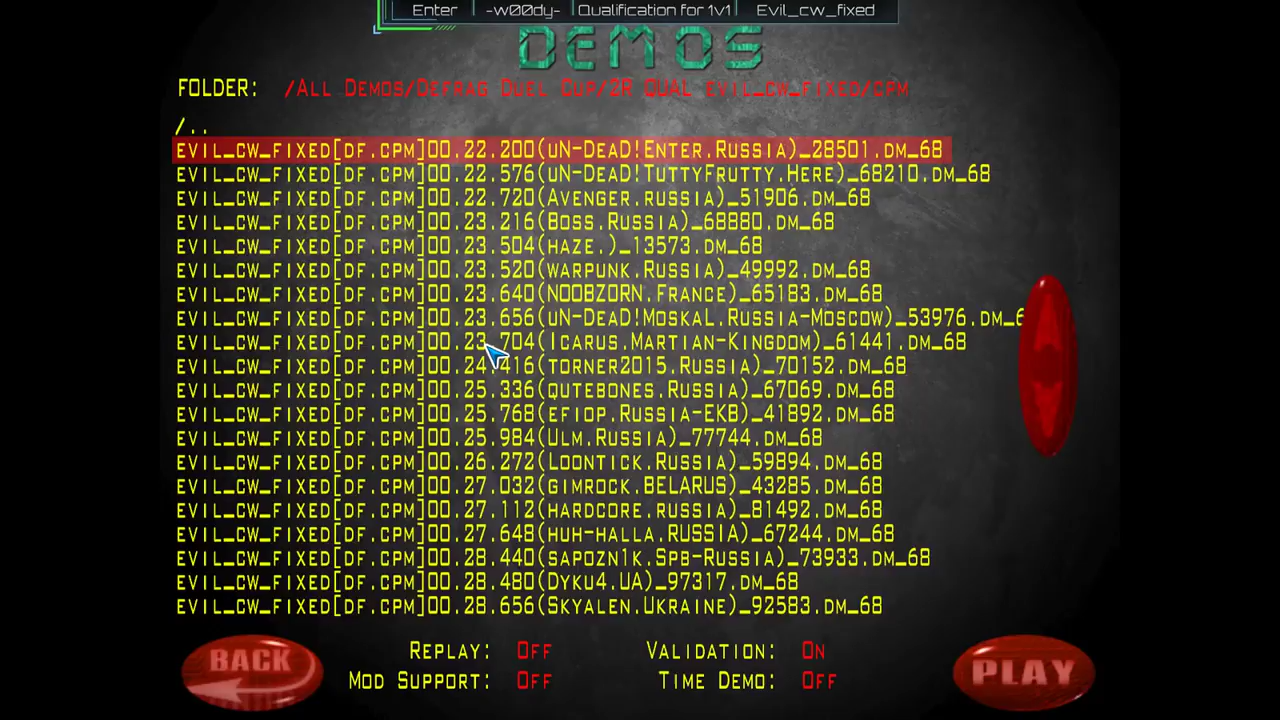 Enter -w00dy- Qualification for 1v1 Evil_cw_fixed
DEMOS
FOLDER: /All Demos/Defrag Duel Cup/2R QUAL evil_cw_fixed/cpm
/..
EVIL_CW_FIXED[DF.CPM]00.22.200(uN-DeaD!Enter.Russia)_28501.dm_68
EVIL_CW_FIXED[DF.CPM]00.22.576(uN-DeaD!TuttyFrutty.Here)_68210.dm_68
EVIL_CW_FIXED[DF.CPM]00.22.720(Avenger.russia)_51906.dm_68
EVIL_CW_FIXED[DF.CPM]00.23.216(Boss.Russia)_68880.dm_68
EVIL_CW_FIXED[DF.CPM]00.23.504(haze.)_13573.dm_68
EVIL_CW_FIXED[DF.CPM]00.23.520(warpunk.Russia)_49992.dm_68
EVIL_CW_FIXED[DF.CPM]00.23.640(NOOBZORN.France)_65183.dm_68
EVIL_CW_FIXED[DF.CPM]00.23.656(uN-DeaD!MoskaL.Russia-Moscow)_53976.dm_6
EVIL_CW_FIXED[DF.CPM]00.23.704(Icarus.Martian-Kingdom)_61441.dm_68
EVIL_CW_FIXED[DF.CPM]00.24.416(torner2015.Russia)_70152.dm_68
EVIL_CW_FIXED[DF.CPM]00.25.336(Qutebones.Russia)_67069.dm_68
EVIL_CW_FIXED[DF.CPM]00.25.768(efiop.Russia-EKB)_41892.dm_68
EVIL_CW_FIXED[DF.CPM]00.25.984(Ulm.Russia)_77744.dm_68
EVIL_CW_FIXED[DF.CPM]00.26.272(Loontick.Russia)_59894.dm_68
EVIL_CW_FIXED[DF.CPM]00.27.032(gimrock.BELARUS)_43285.dm_68
EVIL_CW_FIXED[DF.CPM]00.27.112(hardcore.russia)_81492.dm_68
EVIL_CW_FIXED[DF.CPM]00.27.648(huh-halla.RUSSIA)_67244.dm_68
EVIL_CW_FIXED[DF.CPM]00.28.440(sapozn1k.Spb-Russia)_73933.dm_68
EVIL_CW_FIXED[DF.CPM]00.28.480(Dyku4.UA)_97317.dm_68
EVIL_CW_FIXED[DF.CPM]00.28.656(Skyalen.Ukraine)_92583.dm_68
Replay: Off Validation: On
Mod Support: Off Time Demo: Off
BACK PLAY